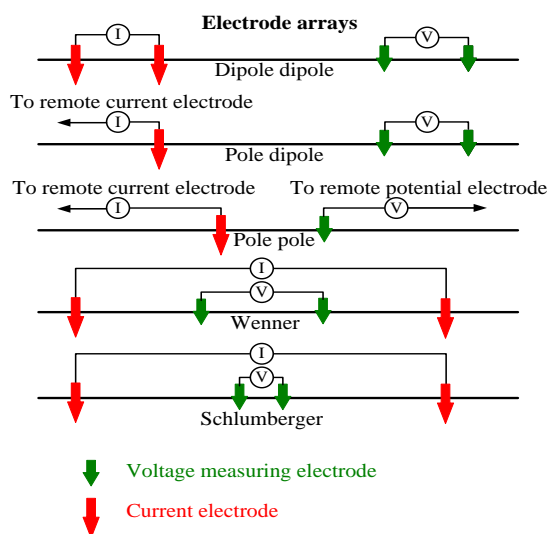 Electrode arrays
I
V
Dipole dipole
To remote current electrode
I
V
Pole dipole
To remote current electrode
To remote potential electrode
I
V
Pole pole
I
V
Wenner
I
V
Schlumberger
Voltage measuring electrode
Current electrode